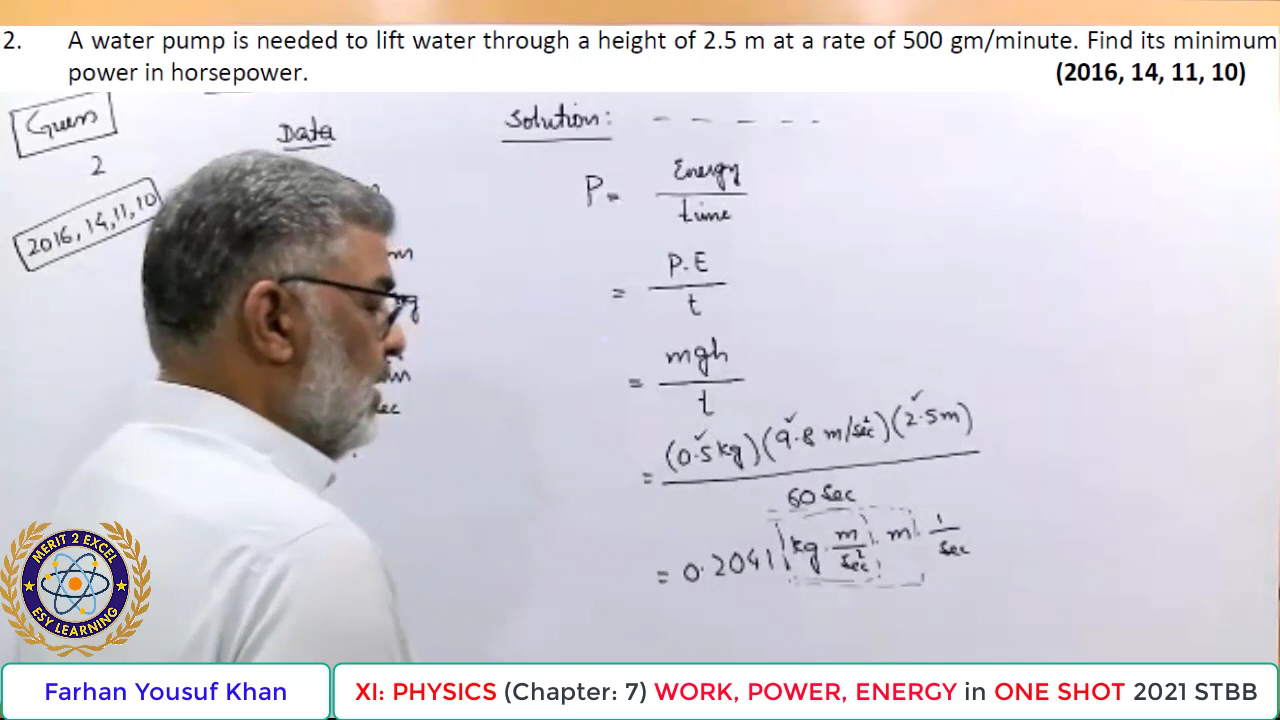 2. A water pump is needed to lift water through a height of 2.5 m at a rate of 500 gm/minute. Find its minimum
power in horsepower. (2016, 14, 11, 10)
Guess
2
2016, 14, 11, 10
Data
m
sec
Solution: - - - - -
P = Energy / time
= P.E / t
= mgh / t
= (0.5 kg)(9.8 m/sec²)(2.5m) / 60 sec
= 0.2041 kg. m/sec² . m . 1/sec
MERIT 2 EXCEL
ESY LEARNING
Farhan Yousuf Khan
XI: PHYSICS (Chapter: 7) WORK, POWER, ENERGY in ONE SHOT 2021 STBB